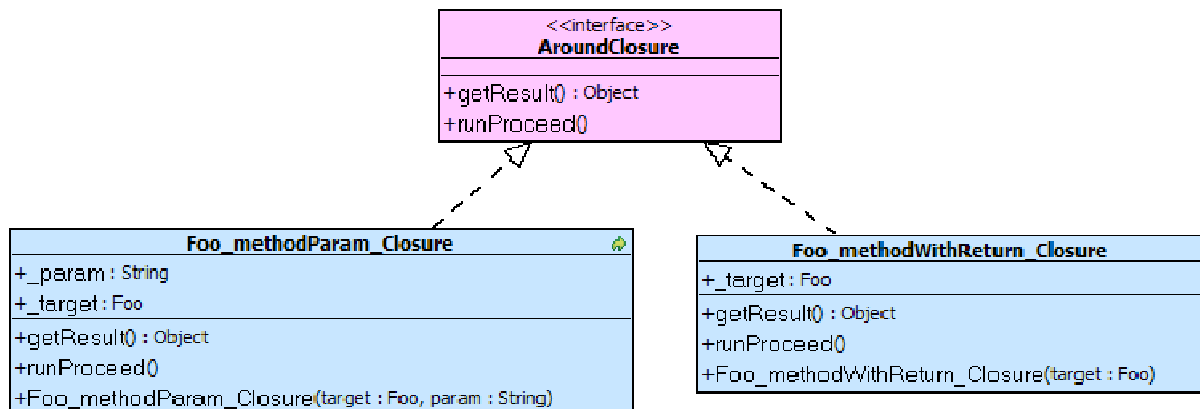 <<interface>>
AroundClosure
+getResult() : Object
+runProceed()
Foo_methodParam_Closure
+_param : String
+_target : Foo
+getResult() : Object
+runProceed()
+Foo_methodParam_Closure(target : Foo, param : String)
Foo_methodWithReturn_Closure
+_target : Foo
+getResult() : Object
+runProceed()
+Foo_methodWithReturn_Closure(target : Foo)